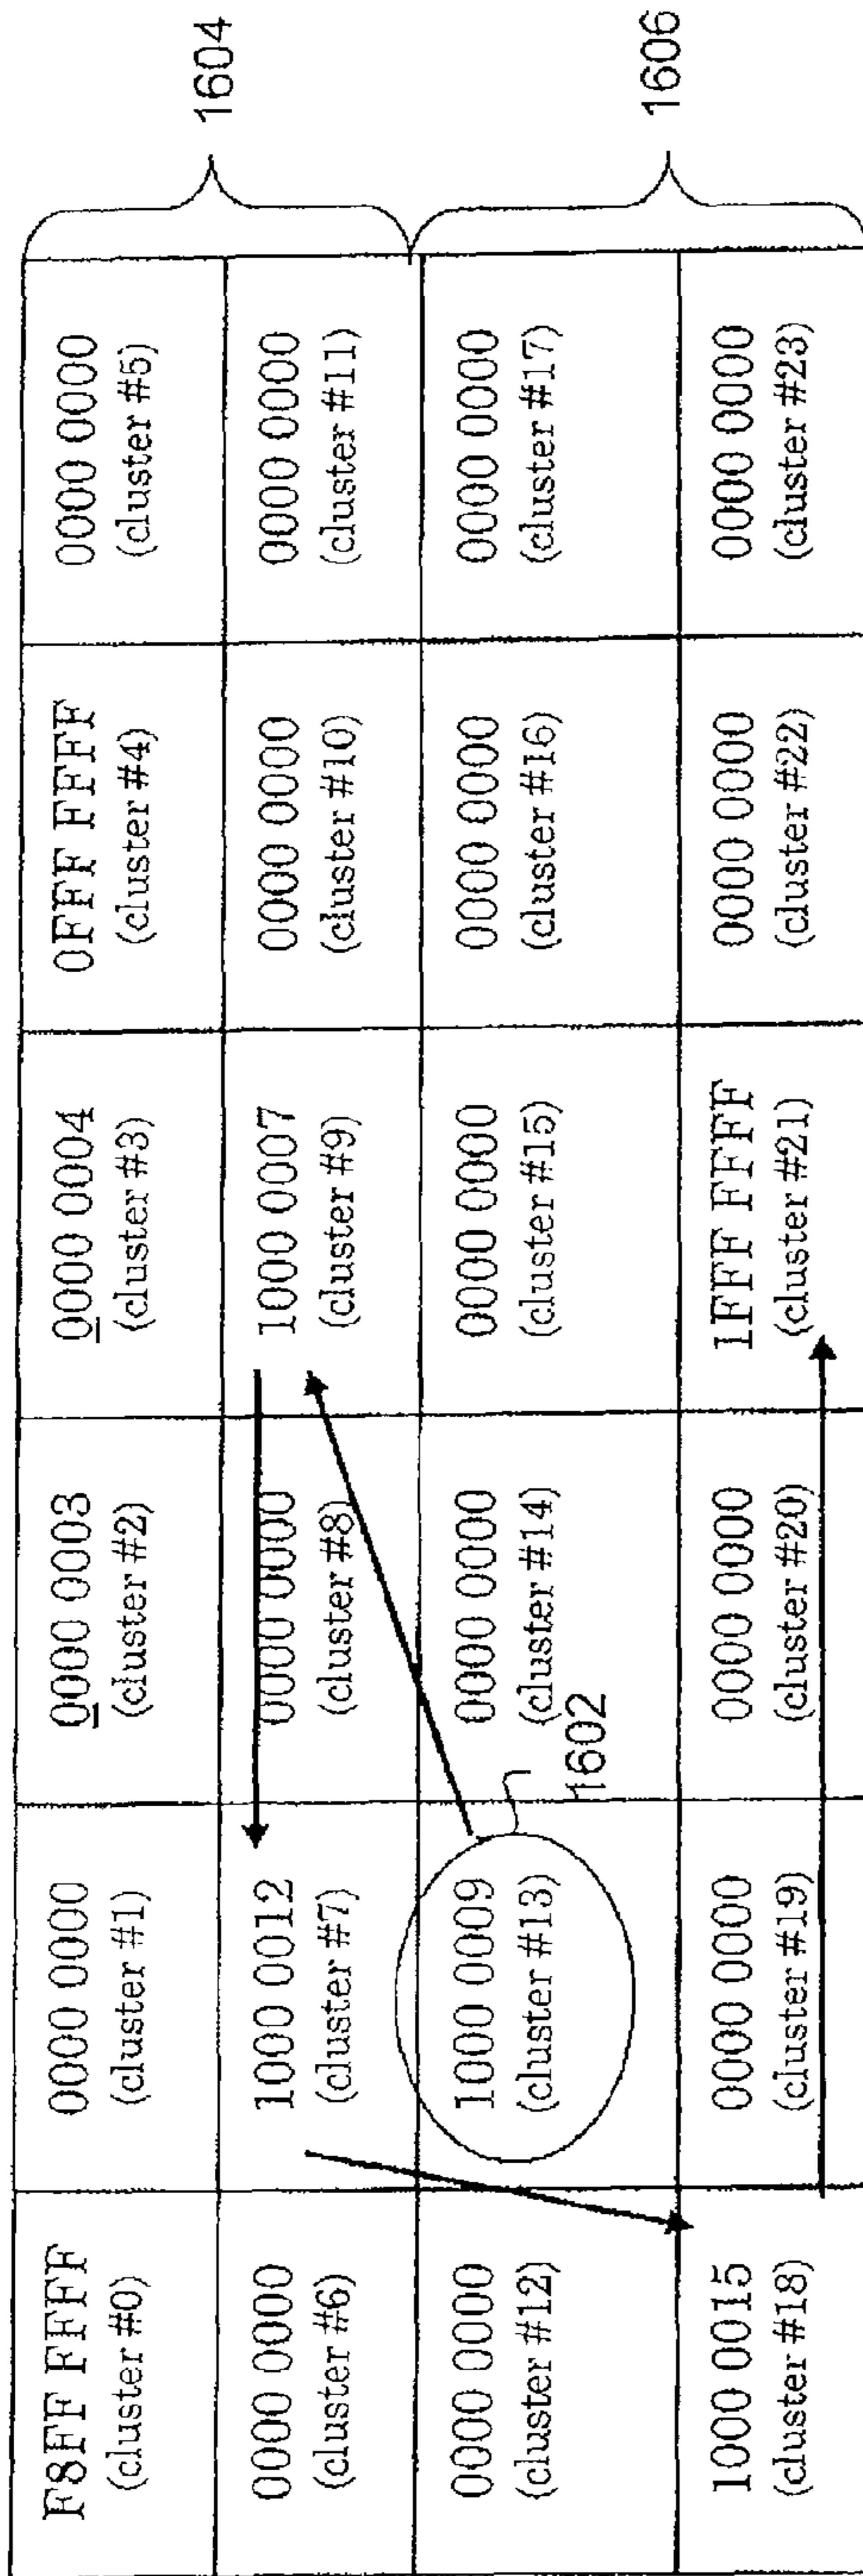 F8FF FFFF
(cluster #0)
0000 0000
(cluster #1)
0000 0003
(cluster #2)
0000 0004
(cluster #3)
0FFF FFFF
(cluster #4)
0000 0000
(cluster #5)
1604
0000 0000
(cluster #6)
1000 0012
(cluster #7)
0000 0000
(cluster #8)
1000 0007
(cluster #9)
0000 0000
(cluster #10)
0000 0000
(cluster #11)
0000 0000
(cluster #12)
1000 0009
(cluster #13)
1602
0000 0000
(cluster #14)
0000 0000
(cluster #15)
0000 0000
(cluster #16)
0000 0000
(cluster #17)
1606
1000 0015
(cluster #18)
0000 0000
(cluster #19)
0000 0000
(cluster #20)
1FFF FFFF
(cluster #21)
0000 0000
(cluster #22)
0000 0000
(cluster #23)